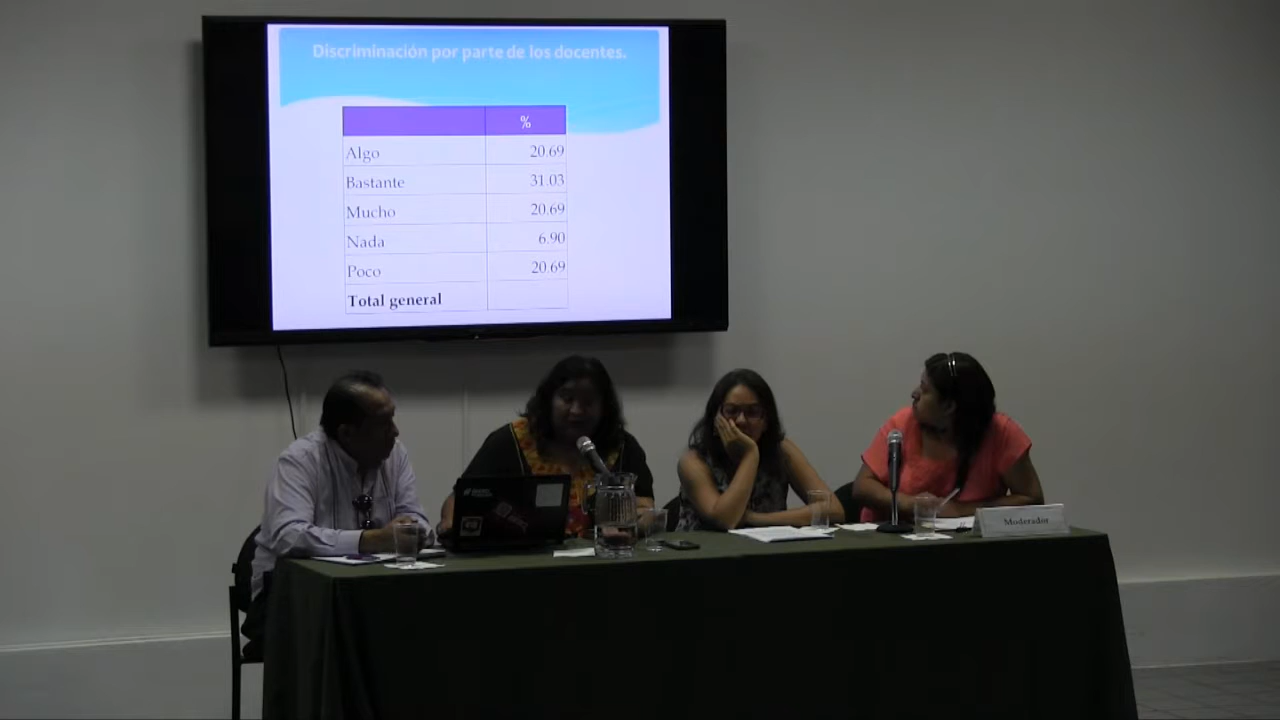 Discriminación por parte de los docentes.
%
Algo 20.69
Bastante 31.03
Mucho 20.69
Nada 6.90
Poco 20.69
Total general
Moderador